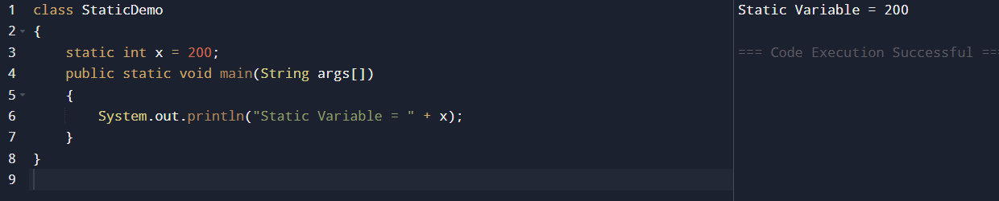 1 class StaticDemo
2 {
3     static int x = 200;
4     public static void main(String args[])
5     {
6         System.out.println("Static Variable = " + x);
7     }
8 }
9
Static Variable = 200
=== Code Execution Successful ===